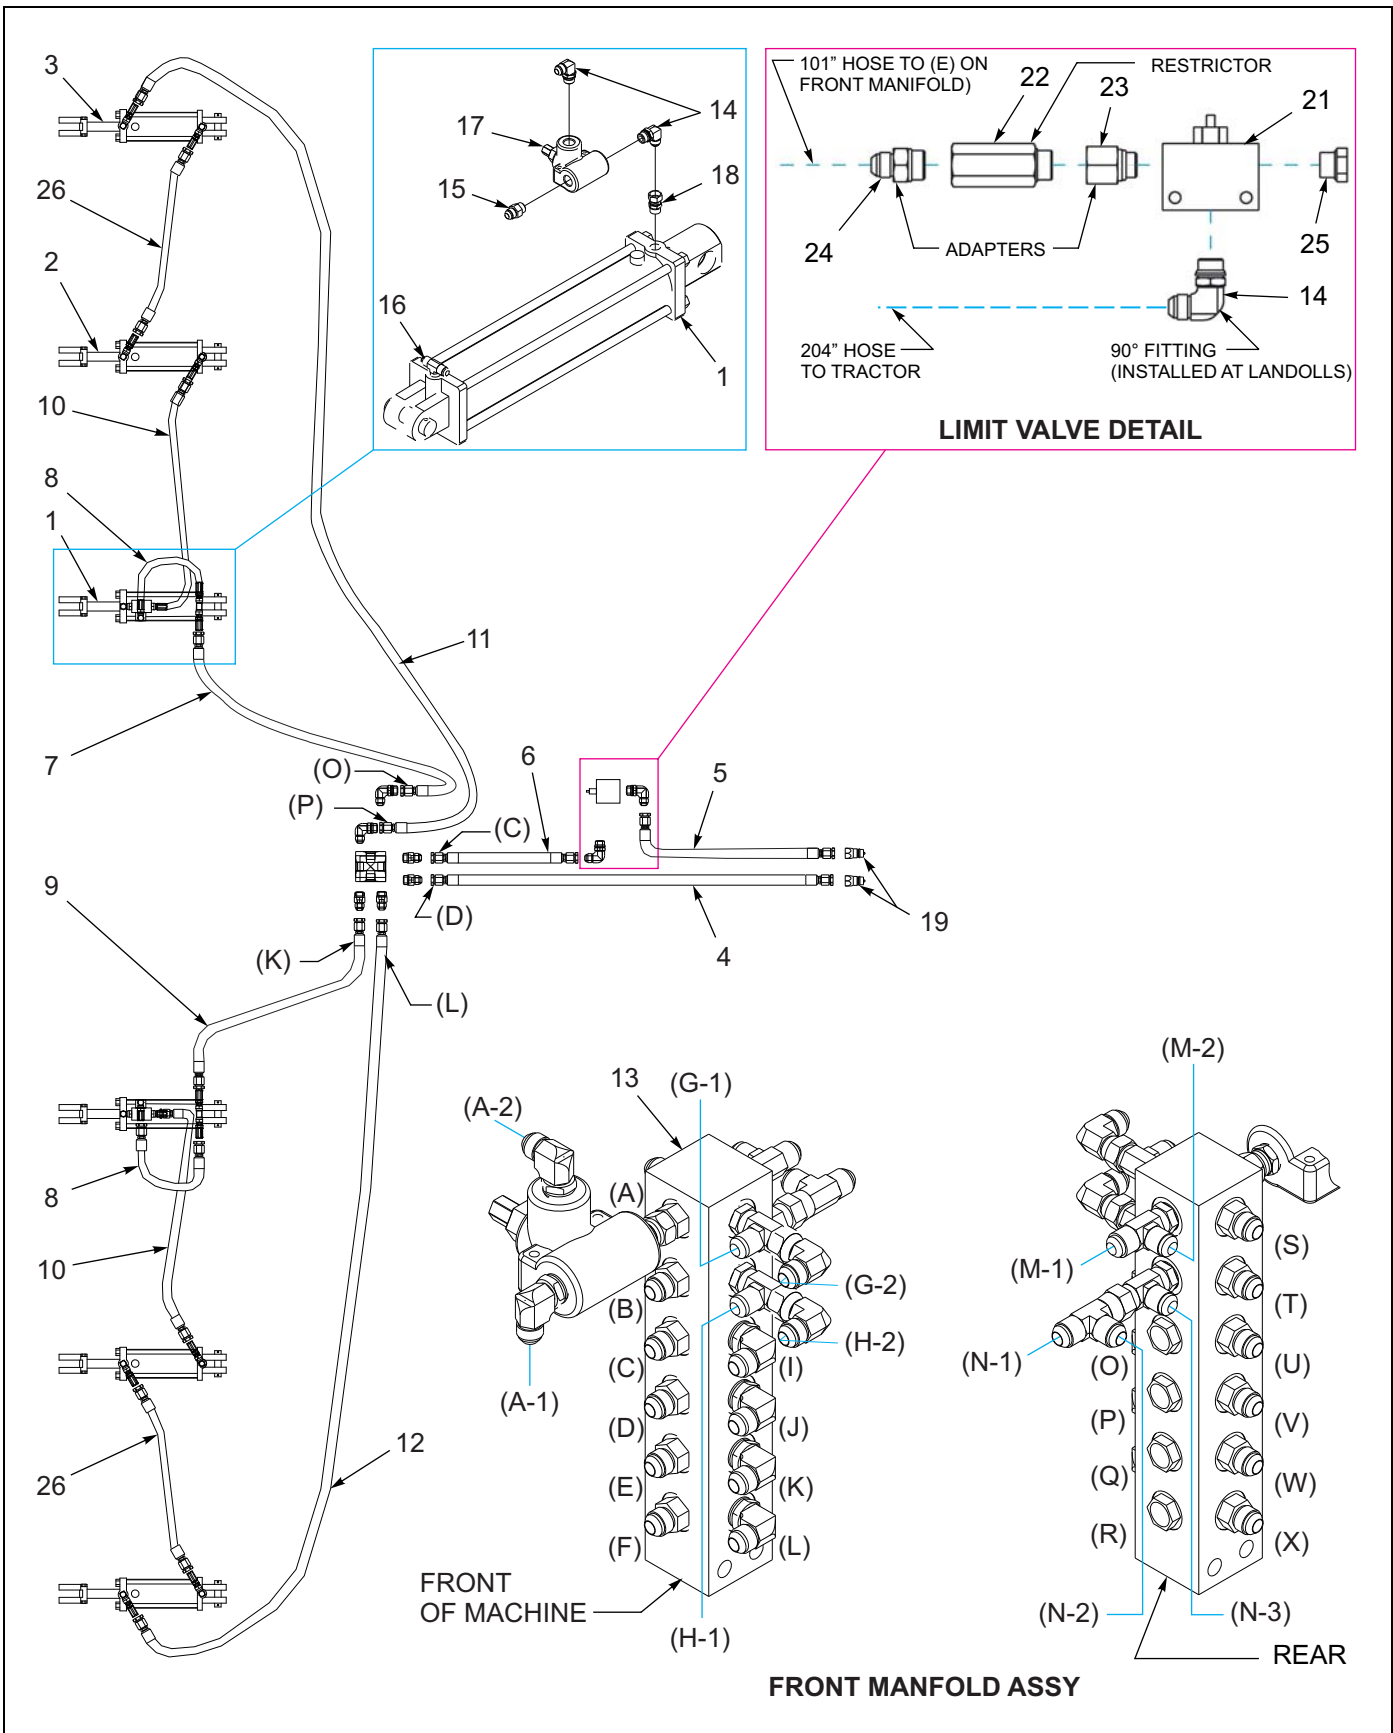 3
26
2
10
8
1
7
14
17
15
18
16
1
101" HOSE TO (E) ON
FRONT MANIFOLD)
22
RESTRICTOR
23
21
24
ADAPTERS
25
14
204" HOSE
TO TRACTOR
90° FITTING
(INSTALLED AT LANDOLLS)
LIMIT VALVE DETAIL
11
(O)
(P)
(C)
6
5
(D)
4
19
9
(K)
(L)
8
10
26
12
13
(G-1)
(A-2)
(A)
(B)
(C)
(D)
(E)
(F)
(A-1)
(G-2)
(H-2)
(I)
(J)
(K)
(L)
(H-1)
FRONT
OF MACHINE
(M-2)
(M-1)
(N-1)
(O)
(P)
(Q)
(R)
(S)
(T)
(U)
(V)
(W)
(X)
(N-2)
(N-3)
REAR
FRONT MANFOLD ASSY